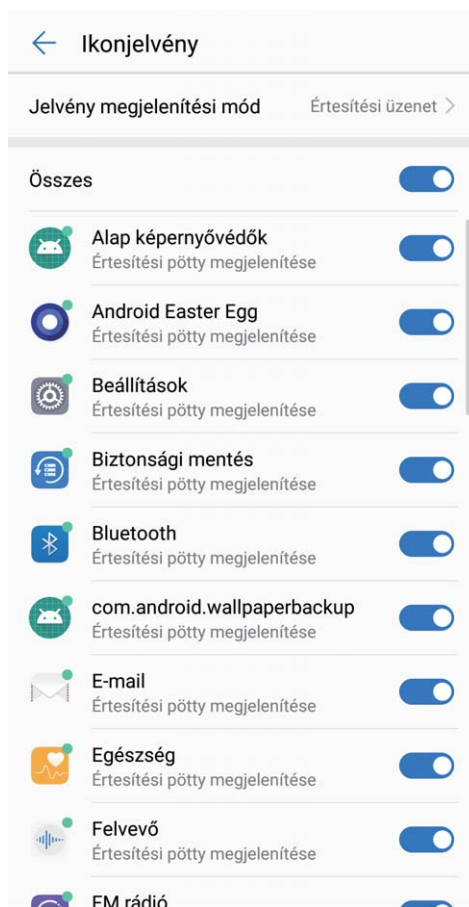 Ikonjelvény
Jelvény megjelenítési mód Értesítési üzenet
Összes
Alap képernyővédők
Értesítési pötty megjelenítése
Android Easter Egg
Értesítési pötty megjelenítése
Beállítások
Értesítési pötty megjelenítése
Biztonsági mentés
Értesítési pötty megjelenítése
Bluetooth
Értesítési pötty megjelenítése
com.android.wallpaperbackup
Értesítési pötty megjelenítése
E-mail
Értesítési pötty megjelenítése
Egészség
Értesítési pötty megjelenítése
Felvevő
Értesítési pötty megjelenítése
FM rádió